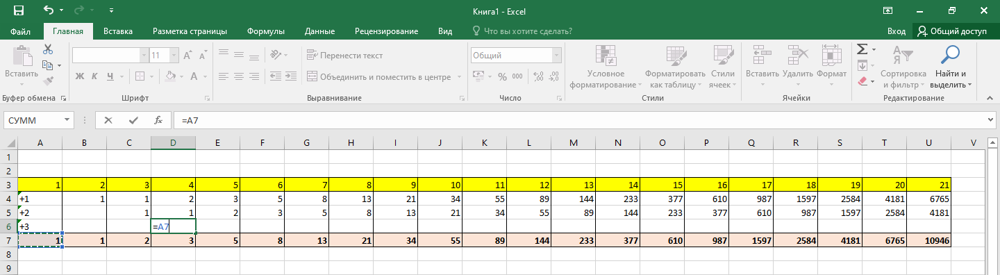 Книга1 - Excel
Файл Главная Вставка Разметка страницы Формулы Данные Рецензирование Вид Что вы хотите сделать? Вход Общий доступ
11 Перенести текст Общий
Вставить Ж К Ч А Объединить и поместить в центре % 000 Условное форматирование Форматировать как таблицу Стили ячеек Вставить Удалить Формат Сортировка и фильтр Найти и выделить
Буфер обмена Шрифт Выравнивание Число Стили Ячейки Редактирование
СУММ fx =A7
A B C D E F G H I J K L M N O P Q R S T U V
1
2
3 1 2 3 4 5 6 7 8 9 10 11 12 13 14 15 16 17 18 19 20 21
4 +1 1 1 2 3 5 8 13 21 34 55 89 144 233 377 610 987 1597 2584 4181 6765
5 +2 1 1 2 3 5 8 13 21 34 55 89 144 233 377 610 987 1597 2584 4181
6 +3 =A7
7 1 1 2 3 5 8 13 21 34 55 89 144 233 377 610 987 1597 2584 4181 6765 10946
8
9